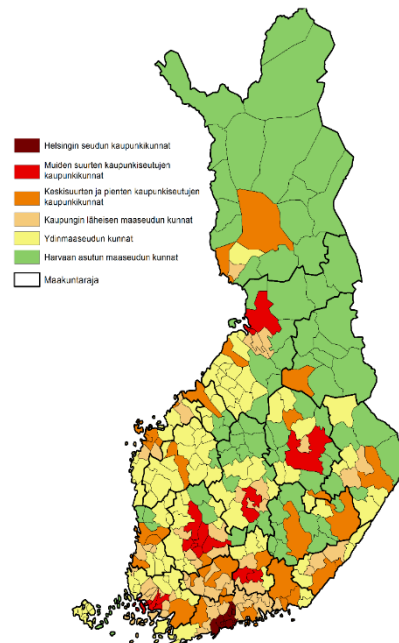 Helsingin seudun kaupunkikunnat
Muiden suurten kaupunkiseutujen
kaupunkikunnat
Keskisuurten ja pienten kaupunkiseutujen
kaupunkikunnat
Kaupungin läheisen maaseudun kunnat
Ydinmaaseudun kunnat
Harvaan asutun maaseudun kunnat
Maakuntaraja